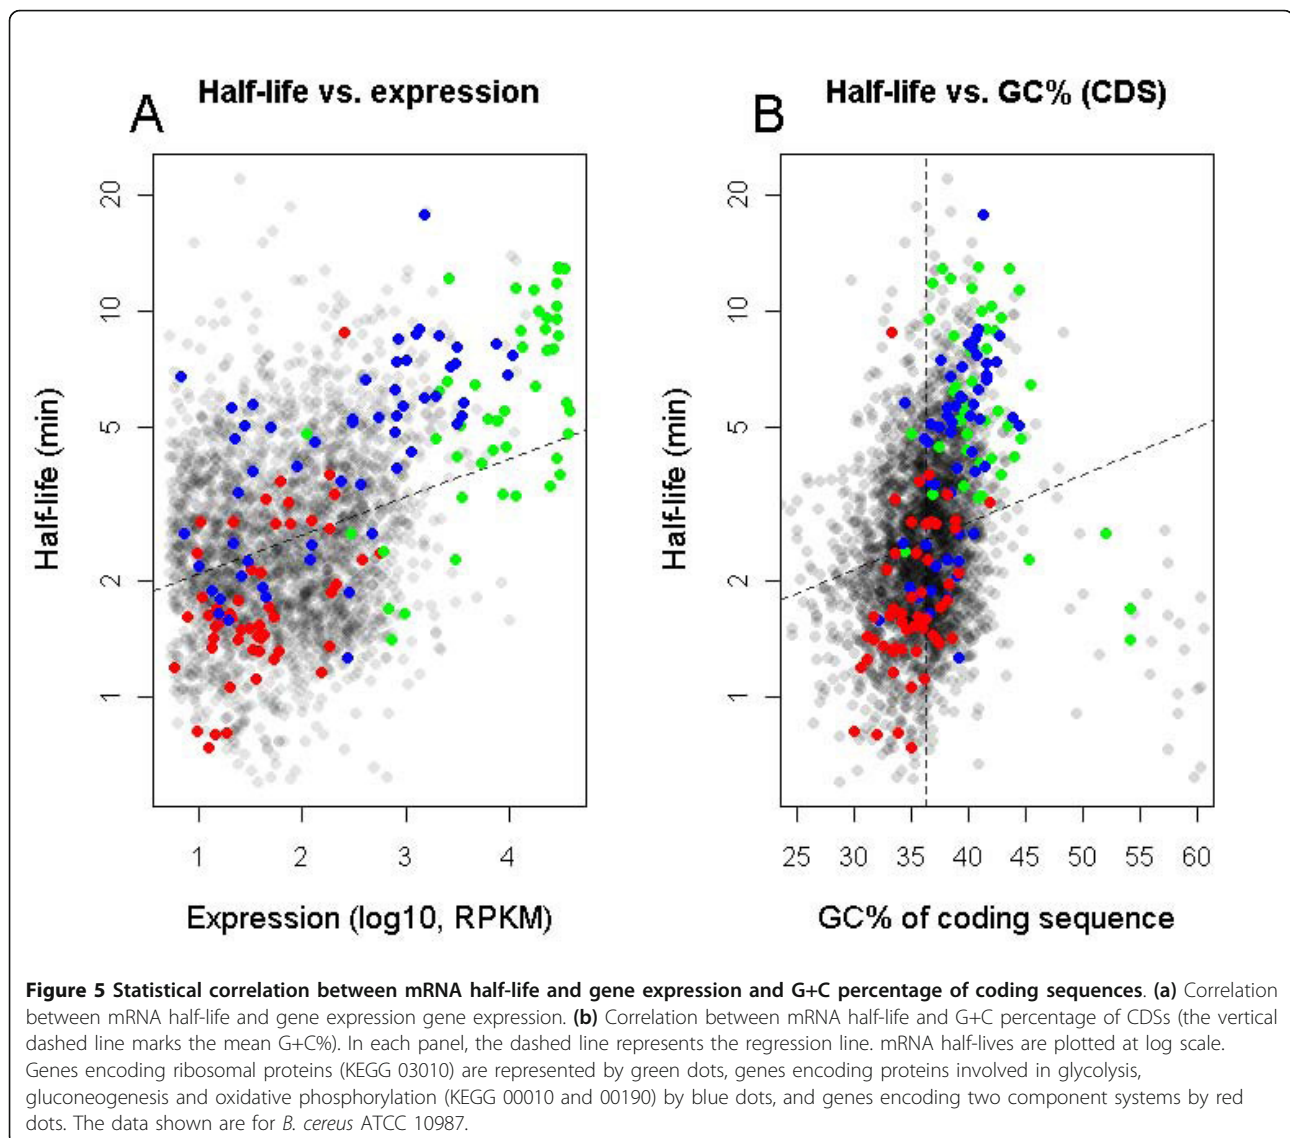 Half-life vs. expression
A
20
10
5
2
1
Half-life (min)
1 2 3 4
Expression (log10, RPKM)
Half-life vs. GC% (CDS)
B
20
10
5
2
1
Half-life (min)
25 30 35 40 45 50 55 60
GC% of coding sequence
Figure 5 Statistical correlation between mRNA half-life and gene expression and G+C percentage of coding sequences. (a) Correlation
between mRNA half-life and gene expression gene expression. (b) Correlation between mRNA half-life and G+C percentage of CDSs (the vertical
dashed line marks the mean G+C%). In each panel, the dashed line represents the regression line. mRNA half-lives are plotted at log scale.
Genes encoding ribosomal proteins (KEGG 03010) are represented by green dots, genes encoding proteins involved in glycolysis,
gluconeogenesis and oxidative phosphorylation (KEGG 00010 and 00190) by blue dots, and genes encoding two component systems by red
dots. The data shown are for B. cereus ATCC 10987.